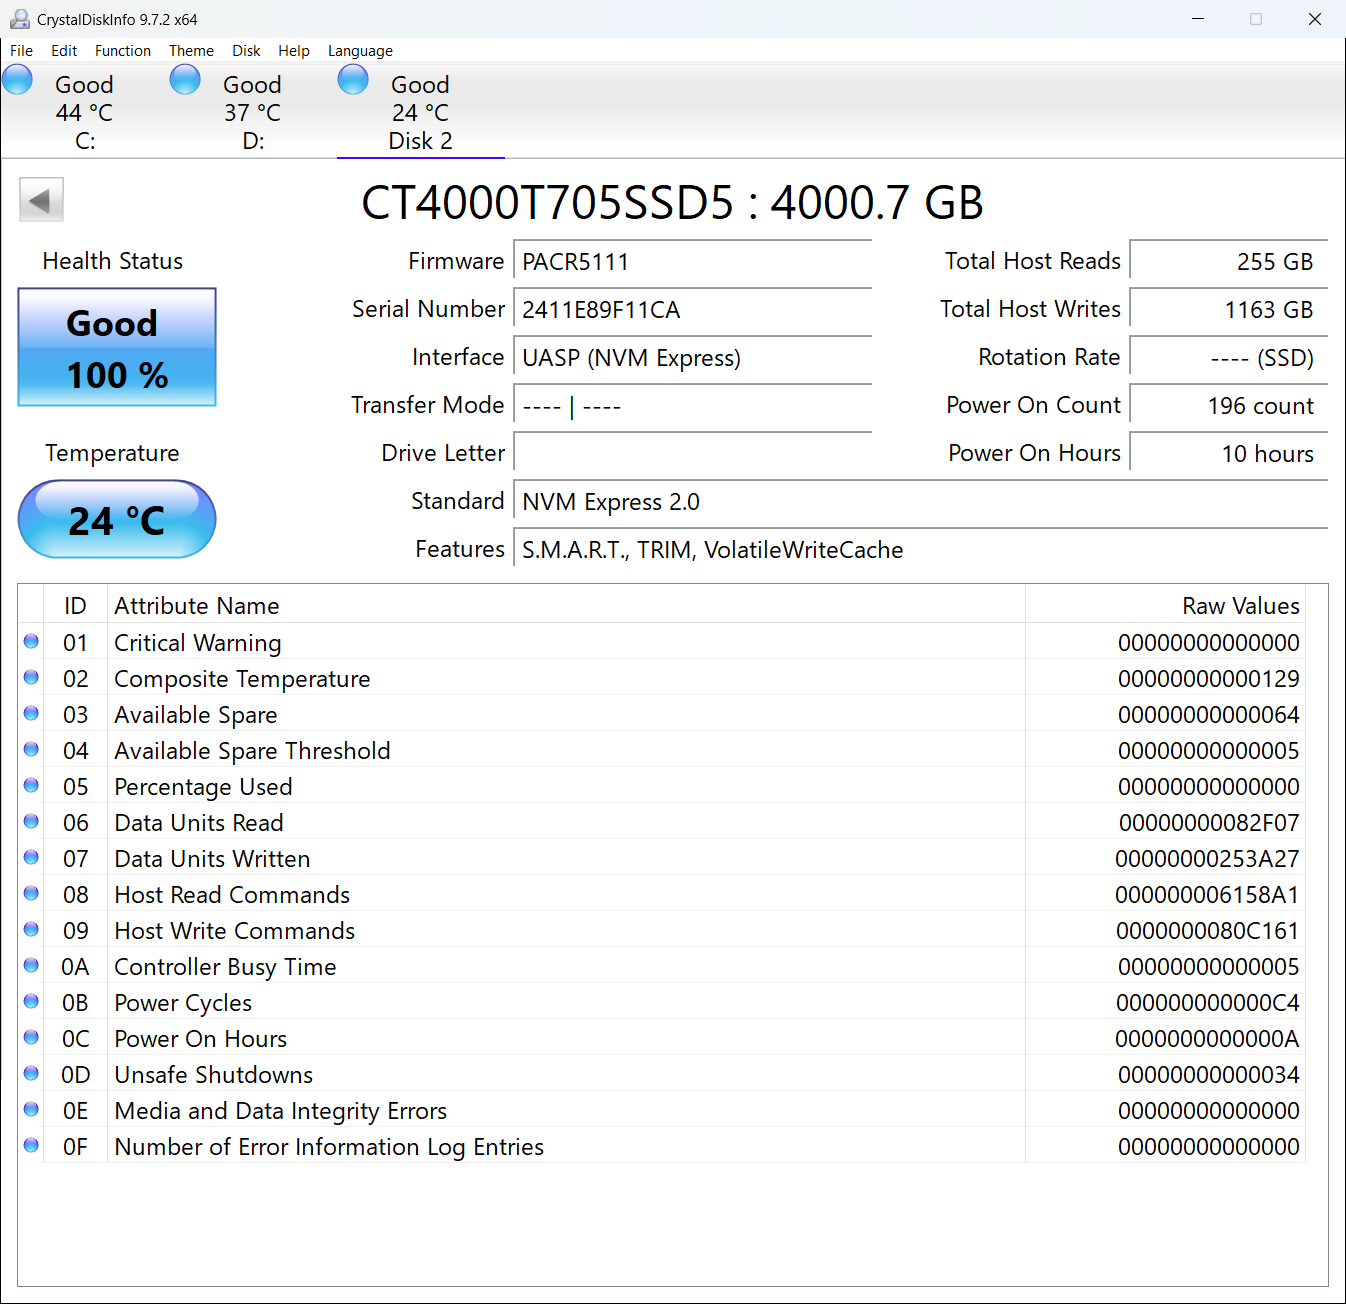 CrystalDiskInfo 9.7.2 x64
File Edit Function Theme Disk Help Language
Good Good Good
44 °C 37 °C 24 °C
C: D: Disk 2
CT4000T705SSD5 : 4000.7 GB
Health Status
Good
100 %
Temperature
24 °C
Firmware PACR5111
Serial Number 2411E89F11CA
Interface UASP (NVM Express)
Transfer Mode ---- | ----
Drive Letter
Standard NVM Express 2.0
Features S.M.A.R.T., TRIM, VolatileWriteCache
Total Host Reads 255 GB
Total Host Writes 1163 GB
Rotation Rate ---- (SSD)
Power On Count 196 count
Power On Hours 10 hours
ID Attribute Name Raw Values
01 Critical Warning 00000000000000
02 Composite Temperature 00000000000129
03 Available Spare 00000000000064
04 Available Spare Threshold 00000000000005
05 Percentage Used 00000000000000
06 Data Units Read 00000000082F07
07 Data Units Written 00000000253A27
08 Host Read Commands 000000006158A1
09 Host Write Commands 0000000080C161
0A Controller Busy Time 00000000000005
0B Power Cycles 000000000000C4
0C Power On Hours 0000000000000A
0D Unsafe Shutdowns 00000000000034
0E Media and Data Integrity Errors 00000000000000
0F Number of Error Information Log Entries 00000000000000